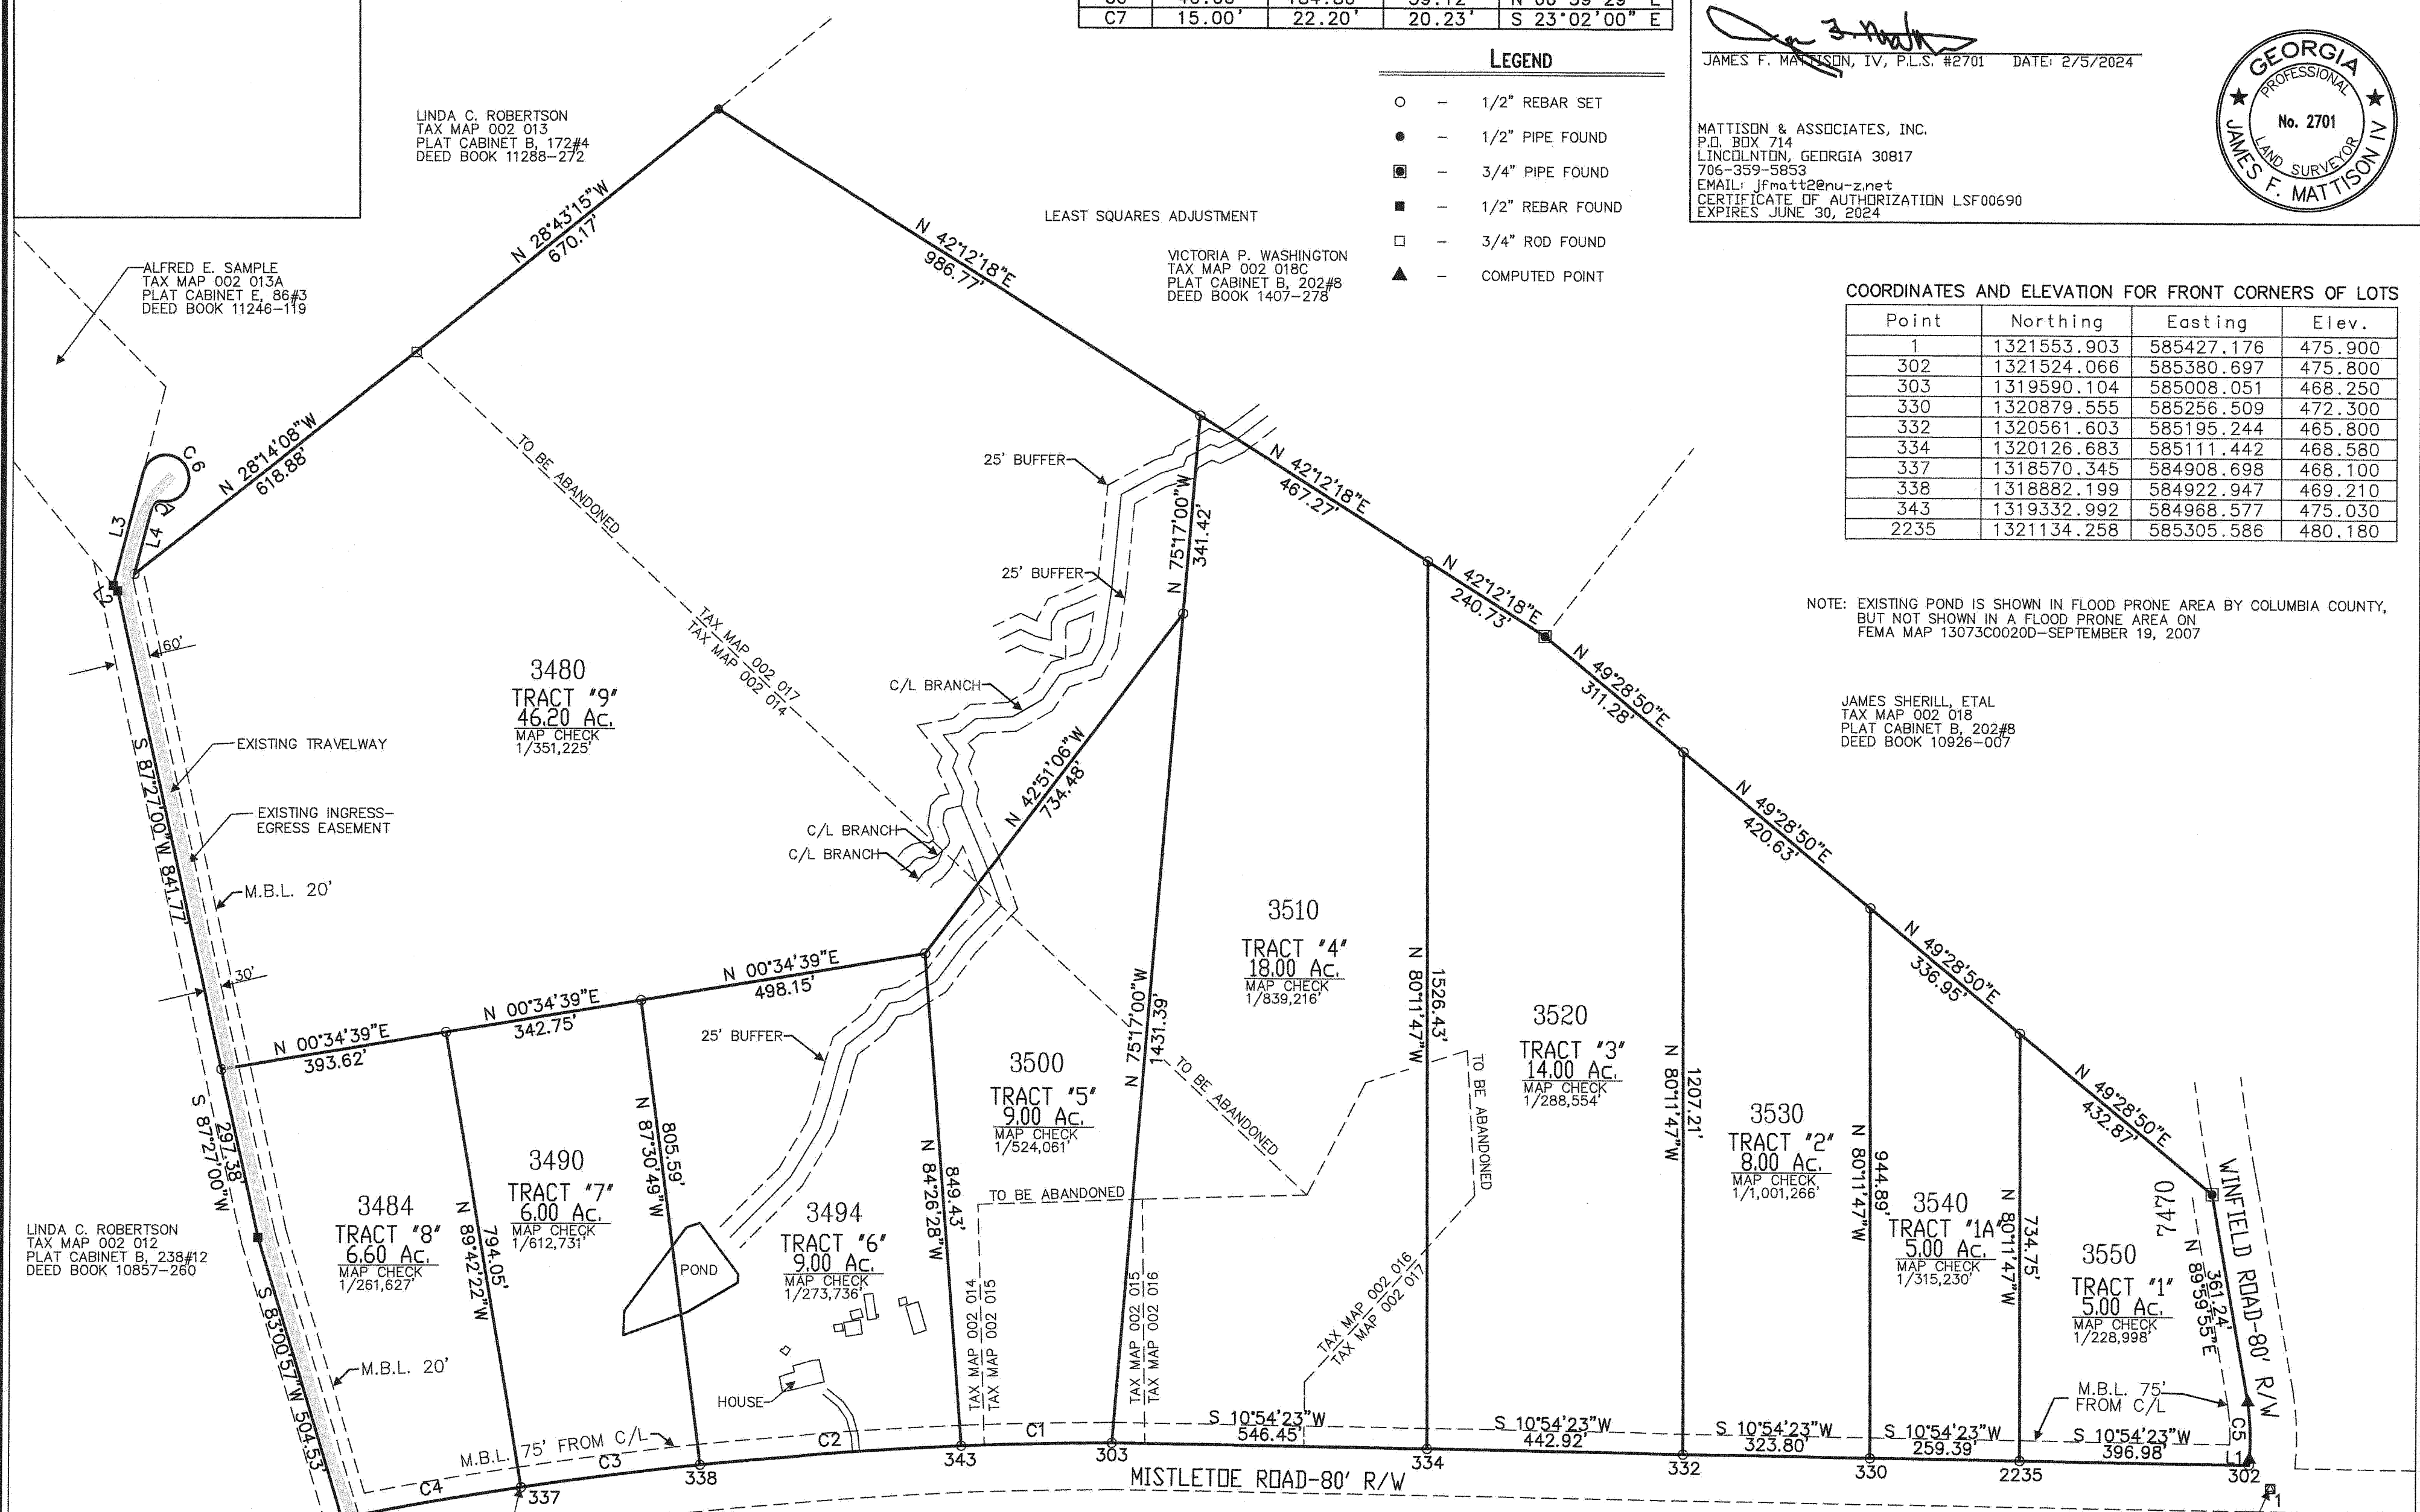 C7 15.00' 22.20' 20.23' S 23°02'00" E
LEGEND
1/2" REBAR SET
1/2" PIPE FOUND
3/4" PIPE FOUND
1/2" REBAR FOUND
3/4" ROD FOUND
COMPUTED POINT
JAMES F. MATTISON, IV, P.L.S. #2701 DATE: 2/5/2024
MATTISON & ASSOCIATES, INC.
P.O. BOX 714
LINCOLNTON, GEORGIA 30817
706-359-5853
EMAIL: jfmatt2@nu-z.net
CERTIFICATE OF AUTHORIZATION LSF00690
EXPIRES JUNE 30, 2024
GEORGIA
PROFESSIONAL
No. 2701
LAND SURVEYOR
JAMES F. MATTISON IV
LINDA C. ROBERTSON
TAX MAP 002 013
PLAT CABINET B, 172#4
DEED BOOK 11288-272
LEAST SQUARES ADJUSTMENT
VICTORIA P. WASHINGTON
TAX MAP 002 018C
PLAT CABINET B, 202#8
DEED BOOK 1407-278
ALFRED E. SAMPLE
TAX MAP 002 013A
PLAT CABINET E, 86#3
DEED BOOK 11246-119
COORDINATES AND ELEVATION FOR FRONT CORNERS OF LOTS
Point Northing Easting Elev.
1 1321553.903 585427.176 475.900
302 1321524.066 585380.697 475.800
303 1319590.104 585008.051 468.250
330 1320879.555 585256.509 472.300
332 1320561.603 585195.244 465.800
334 1320126.683 585111.442 468.580
337 1318570.345 584908.698 468.100
338 1318882.199 584922.947 469.210
343 1319332.992 584968.577 475.030
2235 1321134.258 585305.586 480.180
NOTE: EXISTING POND IS SHOWN IN FLOOD PRONE AREA BY COLUMBIA COUNTY,
BUT NOT SHOWN IN A FLOOD PRONE AREA ON
FEMA MAP 13073C0020D-SEPTEMBER 19, 2007
JAMES SHERILL, ETAL
TAX MAP 002 018
PLAT CABINET B, 202#8
DEED BOOK 10926-007
N 28°43'15"W
670.17'
N 42°12'18"E
986.77'
N 28°14'08"W
618.88'
C6
C7
L3
L4
L2
TO BE ABANDONED
25' BUFFER
N 75°17'00"W
341.42'
N 42°12'18"E
467.27'
25' BUFFER
N 42°12'18"E
240.73'
N 49°28'50"E
311.28'
TAX MAP 002 017
TAX MAP 002 014
60'
3480
TRACT "9"
46.20 Ac.
MAP CHECK
1/351,225'
C/L BRANCH
N 42°51'06"W
734.48'
EXISTING TRAVELWAY
S 87°27'00"W 841.77'
EXISTING INGRESS-
EGRESS EASEMENT
M.B.L. 20'
C/L BRANCH
C/L BRANCH
N 49°28'50"E
420.63'
3510
TRACT "4"
18.00 Ac.
MAP CHECK
1/839,216'
N 49°28'50"E
336.95'
30'
N 00°34'39"E
393.62'
N 00°34'39"E
342.75'
N 00°34'39"E
498.15'
25' BUFFER
N 75°17'00"W
1431.39'
N 80°11'47"W
1526.43'
3520
TRACT "3"
14.00 Ac.
MAP CHECK
1/288,554'
TO BE ABANDONED
TO BE ABANDONED
N 80°11'47"W
1207.21'
N 49°28'50"E
432.87'
3500
TRACT "5"
9.00 Ac.
MAP CHECK
1/524,061'
3530
TRACT "2"
8.00 Ac.
MAP CHECK
1/1,001,266'
N 80°11'47"W
944.89'
S 87°27'00"W
297.38'
N 87°30'49"W
805.59'
3490
TRACT "7"
6.00 Ac.
MAP CHECK
1/612,731'
N 84°26'28"W
849.43'
TO BE ABANDONED
3484
TRACT "8"
6.60 Ac.
MAP CHECK
1/261,627'
N 89°42'22"W
794.05'
3494
TRACT "6"
9.00 Ac.
MAP CHECK
1/273,736'
POND
3540
TRACT "1A"
5.00 Ac.
MAP CHECK
1/315,230'
N 80°11'47"W
734.75'
3550
TRACT "1"
5.00 Ac.
MAP CHECK
1/228,998'
7470
WINFIELD ROAD-80' R/W
N 89°59'55"E
361.24'
LINDA C. ROBERTSON
TAX MAP 002 012
PLAT CABINET B, 238#12
DEED BOOK 10857-260
S 83°00'57"W 504.53'
M.B.L. 20'
HOUSE
TAX MAP 002 014
TAX MAP 002 015
TAX MAP 002 015
TAX MAP 002 016
TAX MAP 002 016
TAX MAP 002 017
M.B.L. 75'
FROM C/L
M.B.L. 75' FROM C/L
C4
C3
C2
C1
S 10°54'23"W
546.45'
S 10°54'23"W
442.92'
S 10°54'23"W
323.80'
S 10°54'23"W
259.39'
S 10°54'23"W
396.98'
C5
L1
337
338
343
303
334
332
330
2235
302
1
MISTLETOE ROAD-80' R/W